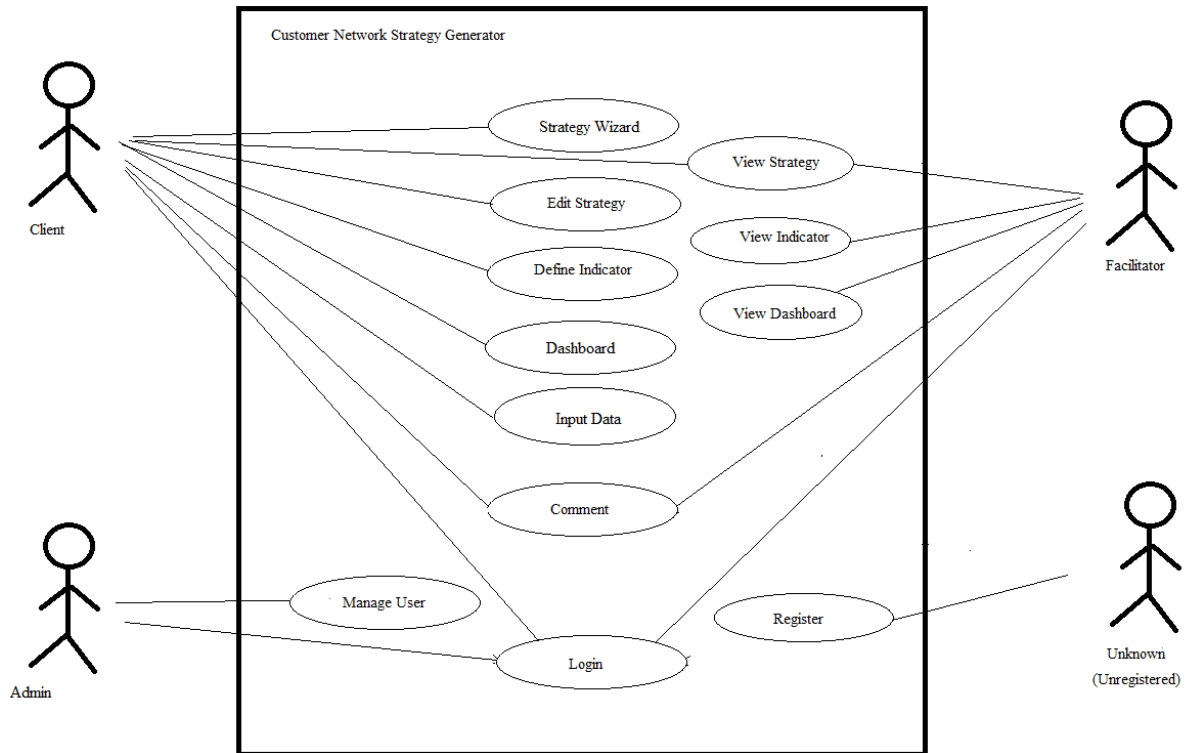 Customer Network Strategy Generator
Strategy Wizard
View Strategy
Edit Strategy
Client
View Indicator
Facilitator
Define Indicator
View Dashboard
Dashboard
Input Data
Comment
Manage User
Register
Login
Unknown
(Unregistered)
Admin